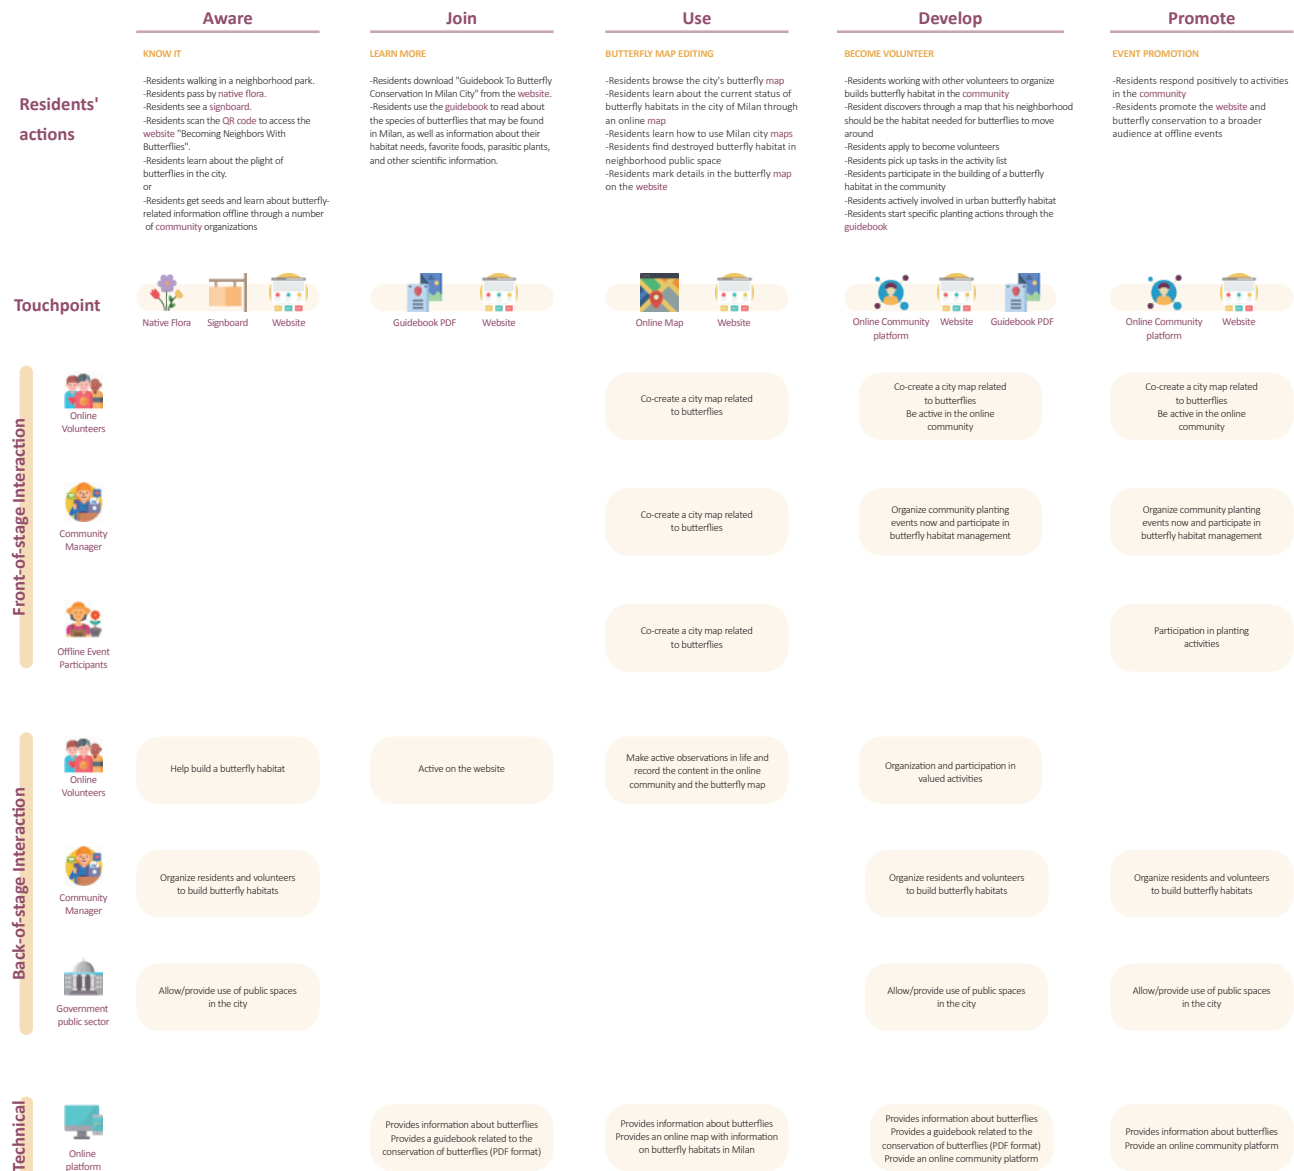 Aware
Join
Use
Develop
Promote
Residents'
actions
KNOW IT
-Residents walking in a neighborhood park.
-Residents pass by native flora.
-Residents see a signboard.
-Residents scan the QR code to access the
website "Becoming Neighbors With
Butterflies".
-Residents learn about the plight of
butterflies in the city.
or
-Residents get seeds and learn about butterfly-
related information offline through a number
of community organizations
LEARN MORE
-Residents download "Guidebook To Butterfly
Conservation In Milan City" from the website.
-Residents use the guidebook to read about
the species of butterflies that may be found
in Milan, as well as information about their
habitat needs, favorite foods, parasitic plants,
and other scientific information.
BUTTERFLY MAP EDITING
-Residents browse the city's butterfly map
-Residents learn about the current status of
butterfly habitats in the city of Milan through
an online map
-Residents learn how to use Milan city maps
-Residents find destroyed butterfly habitat in
neighborhood public space
-Residents mark details in the butterfly map
on the website
BECOME VOLUNTEER
-Residents working with other volunteers to organize
builds butterfly habitat in the community
-Resident discovers through a map that his neighborhood
should be the habitat needed for butterflies to move
around
-Residents apply to become volunteers
-Residents pick up tasks in the activity list
-Residents participate in the building of a butterfly
habitat in the community
-Residents actively involved in urban butterfly habitat
-Residents start specific planting actions through the
guidebook
EVENT PROMOTION
-Residents respond positively to activities
in the community
-Residents promote the website and
butterfly conservation to a broader
audience at offline events
Touchpoint
Native Flora
Signboard
Website
Guidebook PDF
Website
Online Map
Website
Online Community
platform
Website
Guidebook PDF
Online Community
platform
Website
Front-of-stage Interaction
Online
Volunteers
Co-create a city map related
to butterflies
Co-create a city map related
to butterflies
Be active in the online
community
Co-create a city map related
to butterflies
Be active in the online
community
Community
Manager
Co-create a city map related
to butterflies
Organize community planting
events now and participate in
butterfly habitat management
Organize community planting
events now and participate in
butterfly habitat management
Offline Event
Participants
Co-create a city map related
to butterflies
Participation in planting
activities
Back-of-stage Interaction
Online
Volunteers
Help build a butterfly habitat
Active on the website
Make active observations in life and
record the content in the online
community and the butterfly map
Organization and participation in
valued activities
Community
Manager
Organize residents and volunteers
to build butterfly habitats
Organize residents and volunteers
to build butterfly habitats
Organize residents and volunteers
to build butterfly habitats
Government
public sector
Allow/provide use of public spaces
in the city
Allow/provide use of public spaces
in the city
Allow/provide use of public spaces
in the city
Technical
Online
platform
Provides information about butterflies
Provides a guidebook related to the
conservation of butterflies (PDF format)
Provides information about butterflies
Provides an online map with information
on butterfly habitats in Milan
Provides information about butterflies
Provides a guidebook related to the
conservation of butterflies (PDF format)
Provide an online community platform
Provides information about butterflies
Provide an online community platform